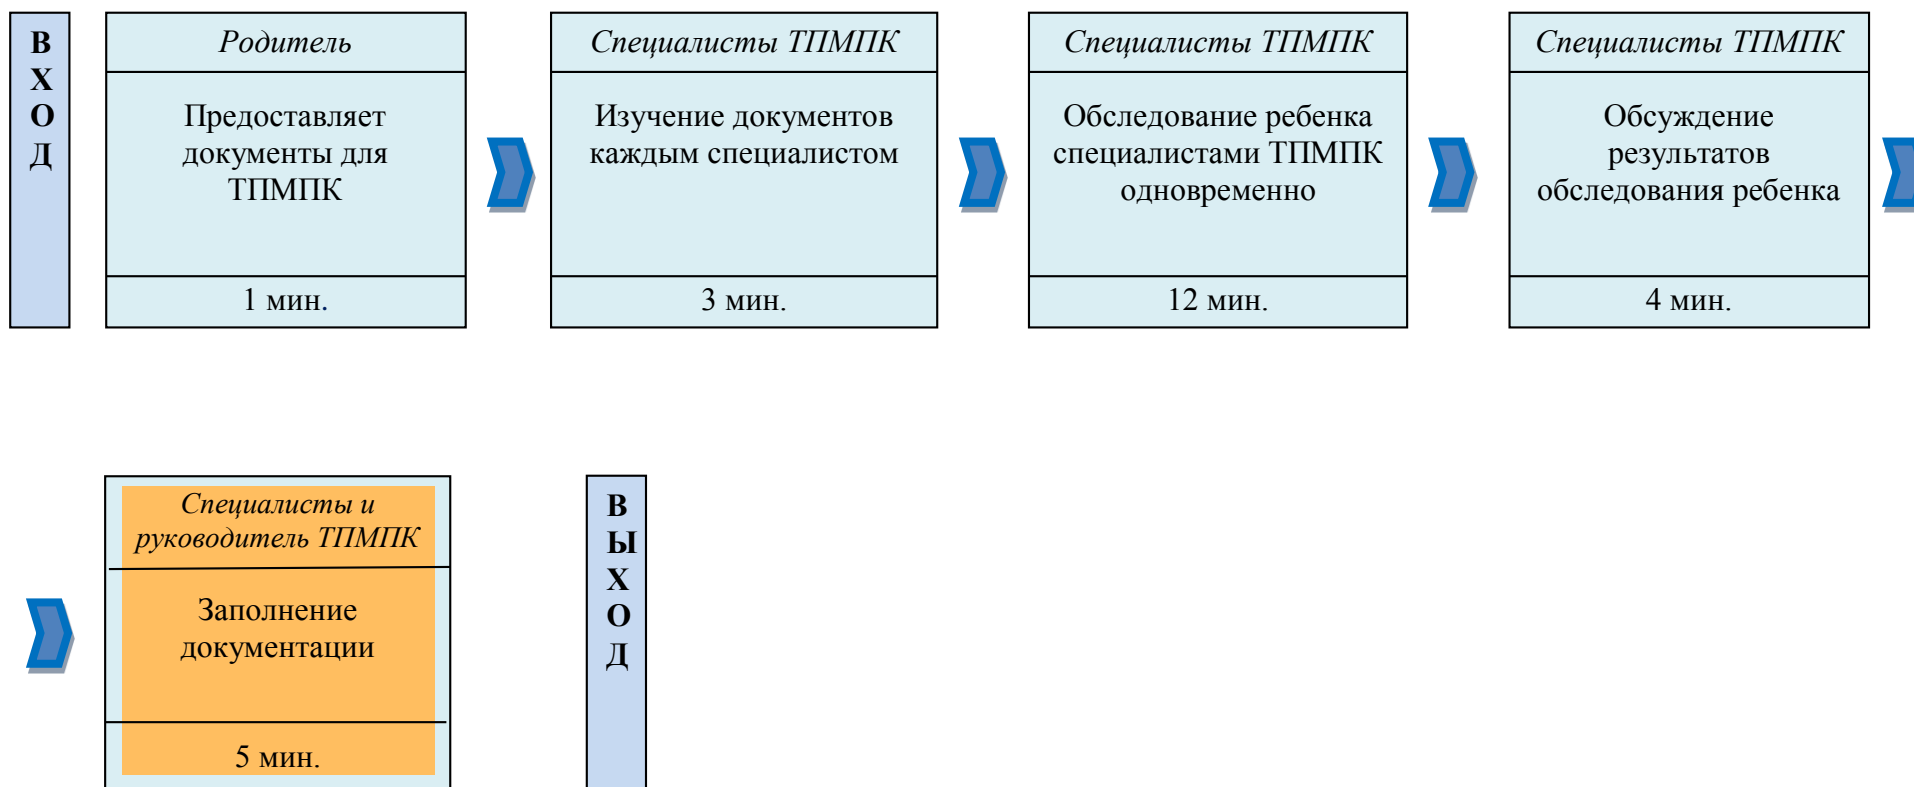 В
Х
О
Д
Родитель
Предоставляет
документы для
ТПМПК
1 мин.
Специалисты ТПМПК
Изучение документов
каждым специалистом
3 мин.
Специалисты ТПМПК
Обследование ребенка
специалистами ТПМПК
одновременно
12 мин.
Специалисты ТПМПК
Обсуждение
результатов
обследования ребенка
4 мин.
Специалисты и
руководитель ТПМПК
Заполнение
документации
5 мин.
В
Ы
Х
О
Д